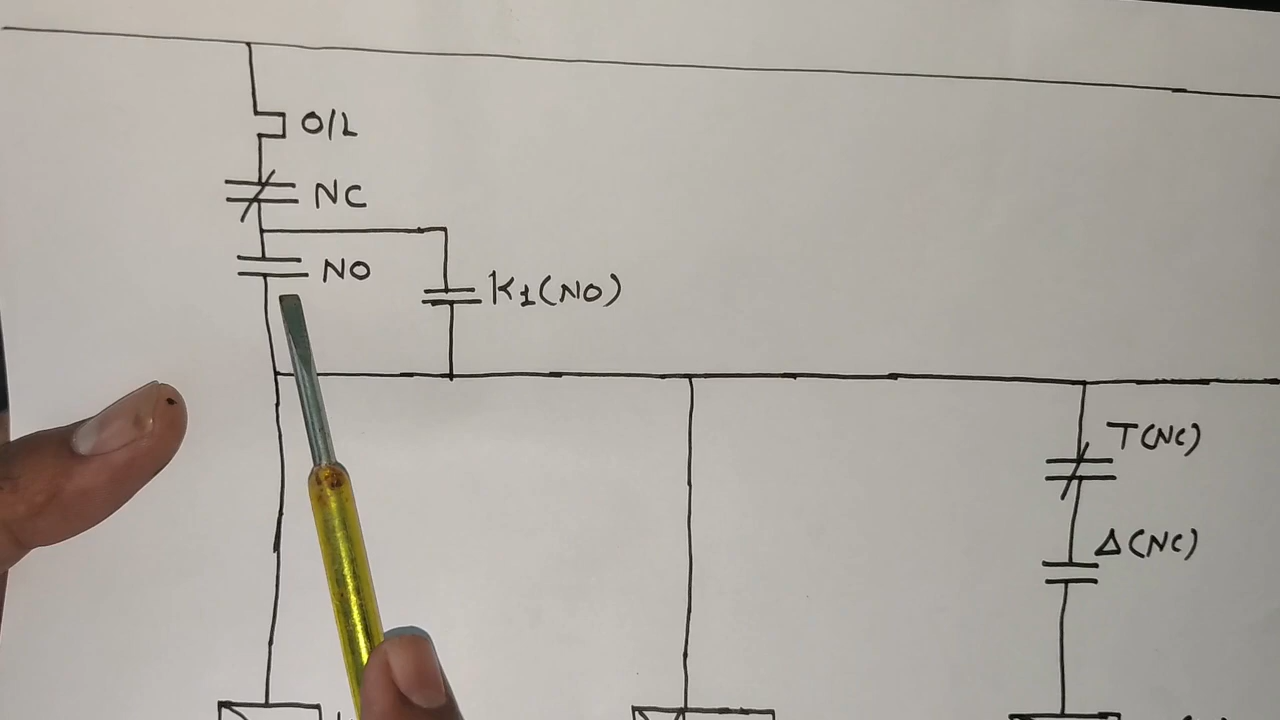 O/L
NC
NO
K1(NO)
T(NC)
Δ(NC)